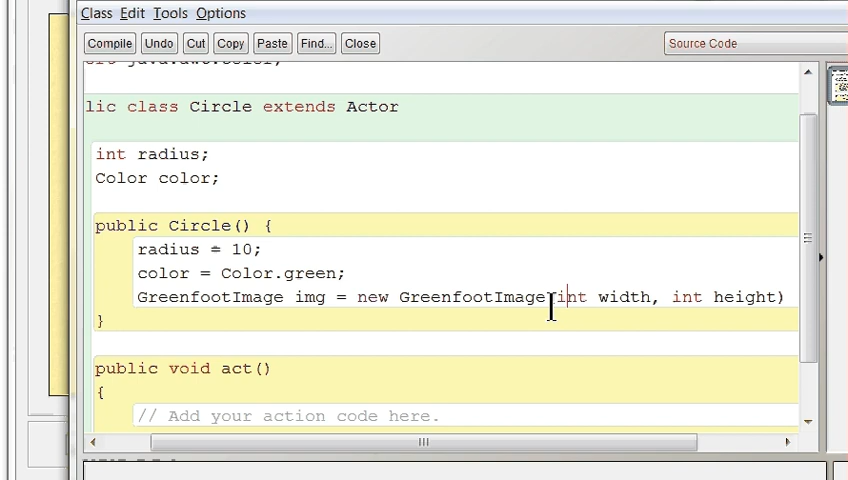 Class Edit Tools Options
Compile Undo Cut Copy Paste Find... Close Source Code
lic class Circle extends Actor
int radius;
Color color;
public Circle() {
radius = 10;
color = Color.green;
GreenfootImage img = new GreenfootImage(int width, int height)
}
public void act()
{
// Add your action code here.